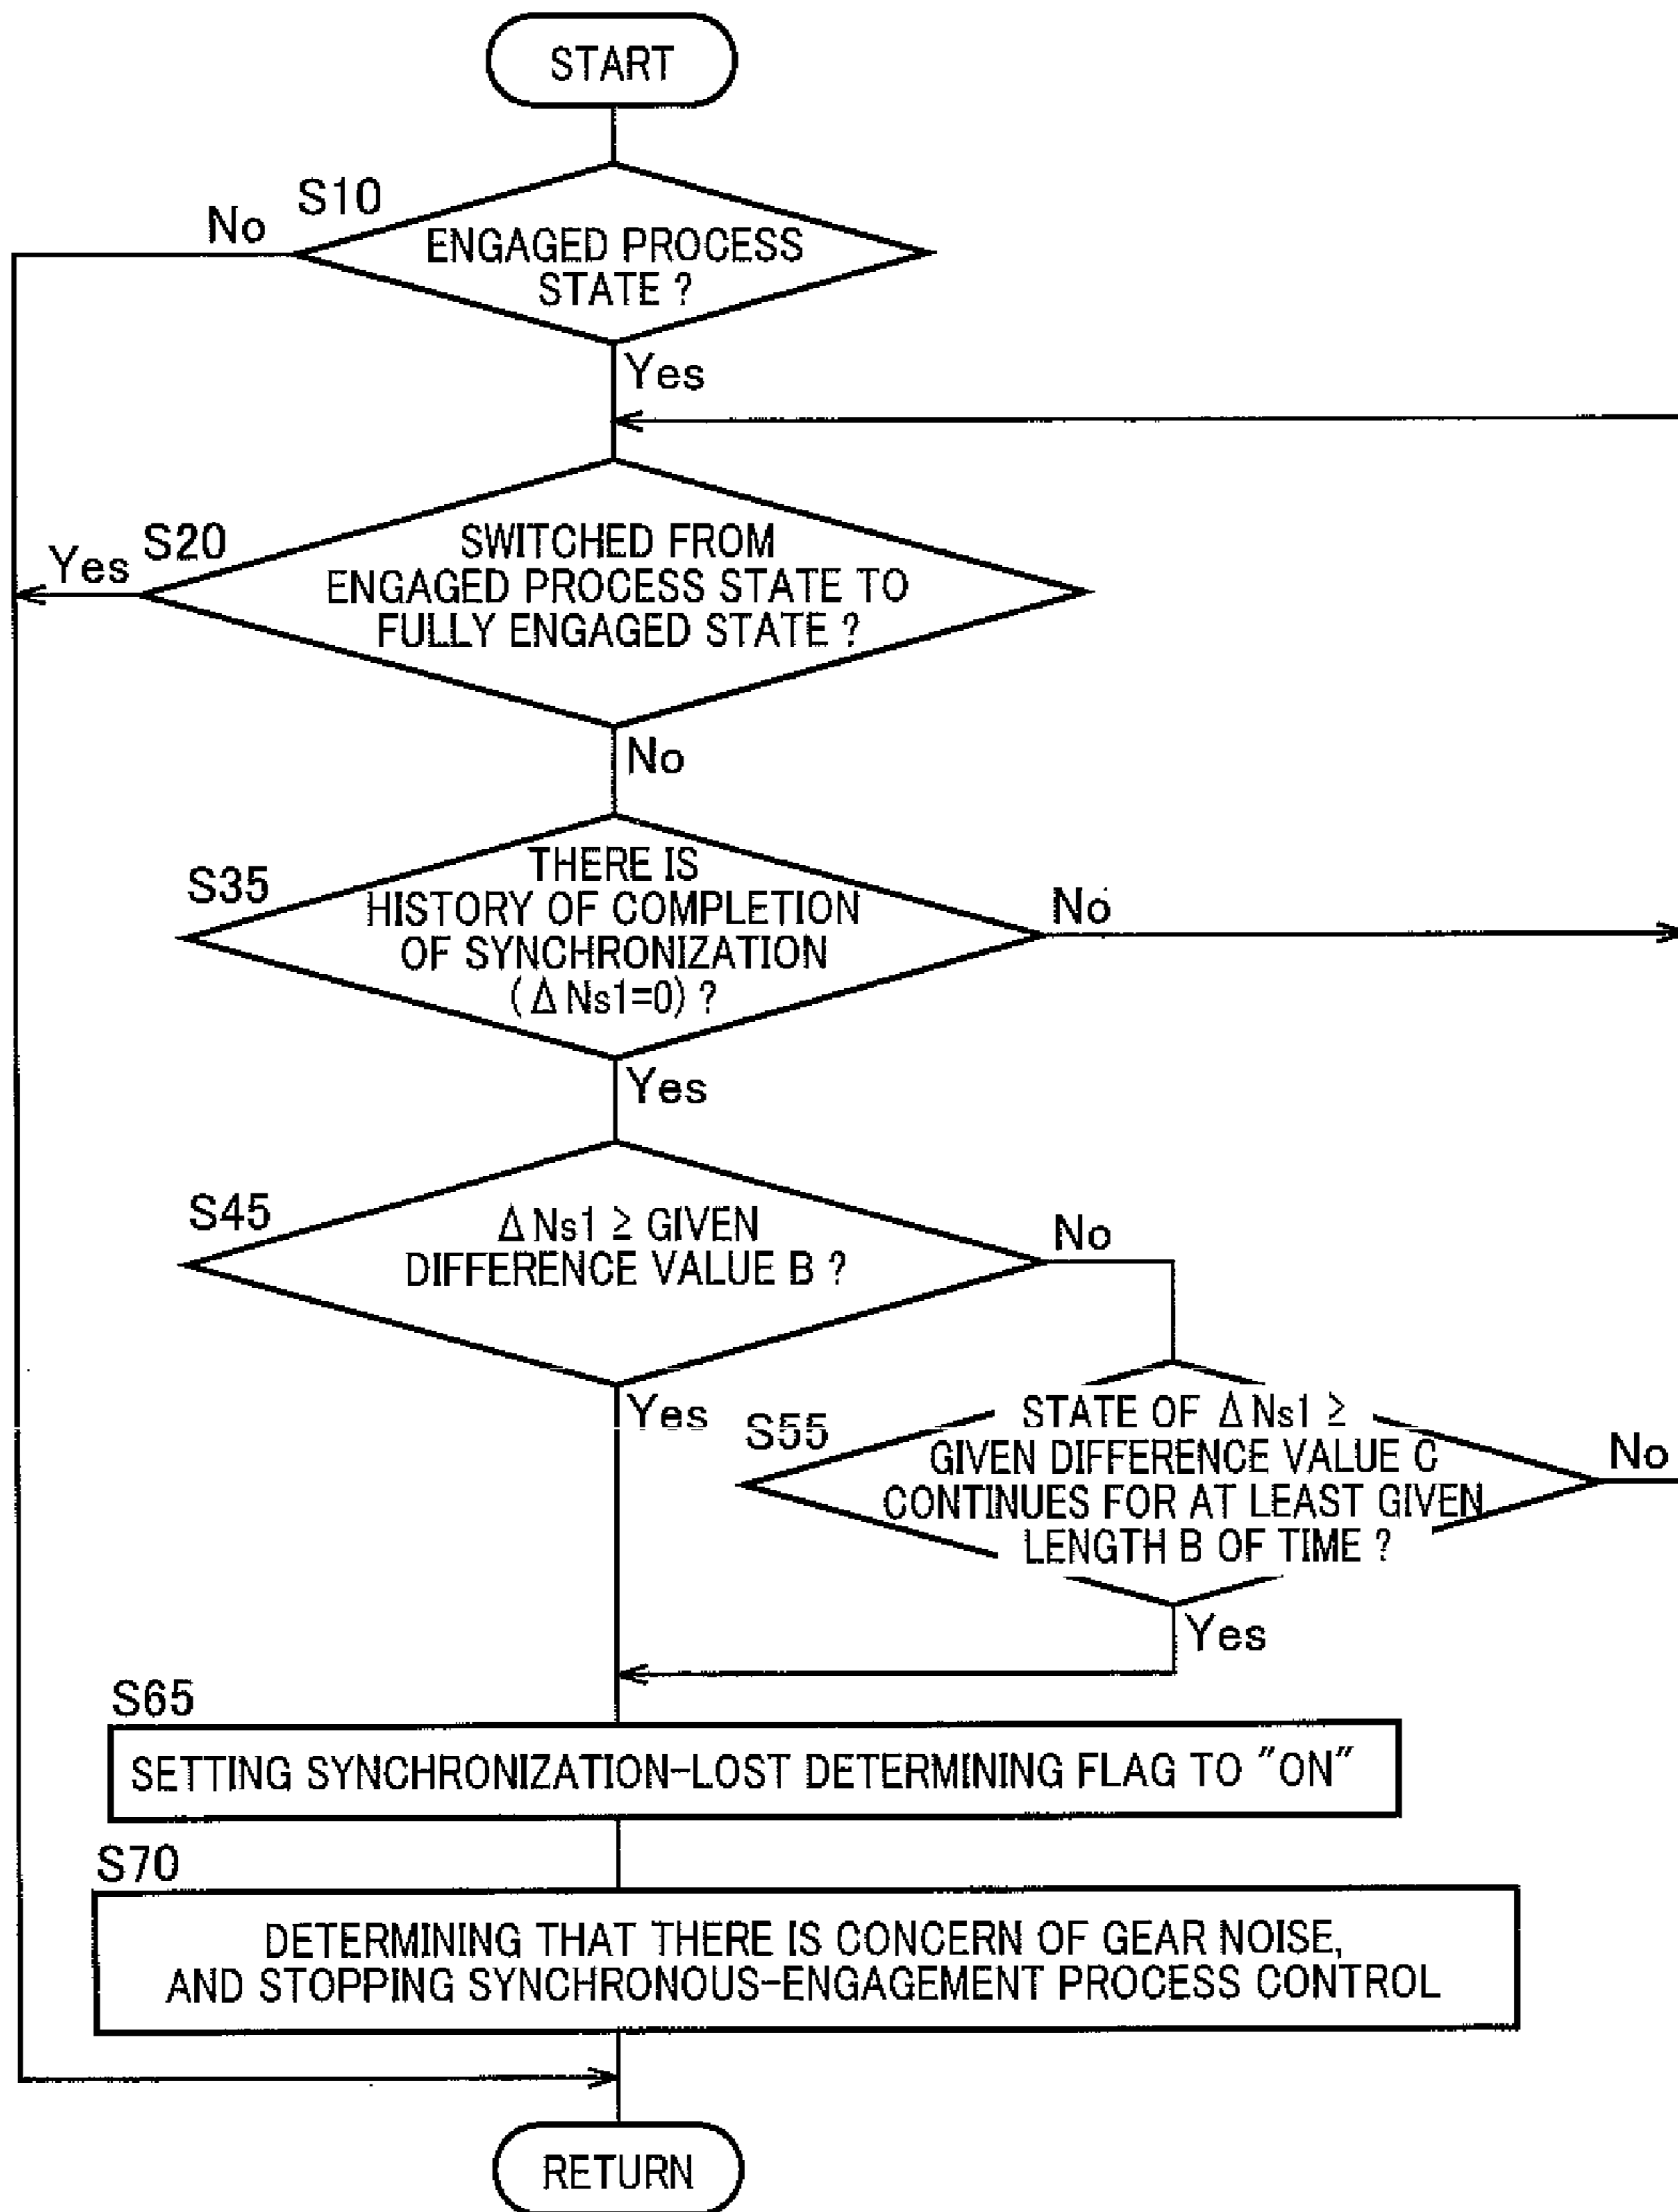 START
S10
No
ENGAGED PROCESS
STATE ?
Yes
S20
Yes
SWITCHED FROM
ENGAGED PROCESS STATE TO
FULLY ENGAGED STATE ?
No
S35
THERE IS
HISTORY OF COMPLETION
OF SYNCHRONIZATION
(ΔNs1=0) ?
No
Yes
S45
ΔNs1 ≥ GIVEN
DIFFERENCE VALUE B ?
No
Yes
S55
STATE OF ΔNs1 ≥
GIVEN DIFFERENCE VALUE C
CONTINUES FOR AT LEAST GIVEN
LENGTH B OF TIME ?
No
Yes
S65
SETTING SYNCHRONIZATION-LOST DETERMINING FLAG TO "ON"
S70
DETERMINING THAT THERE IS CONCERN OF GEAR NOISE,
AND STOPPING SYNCHRONOUS-ENGAGEMENT PROCESS CONTROL
RETURN